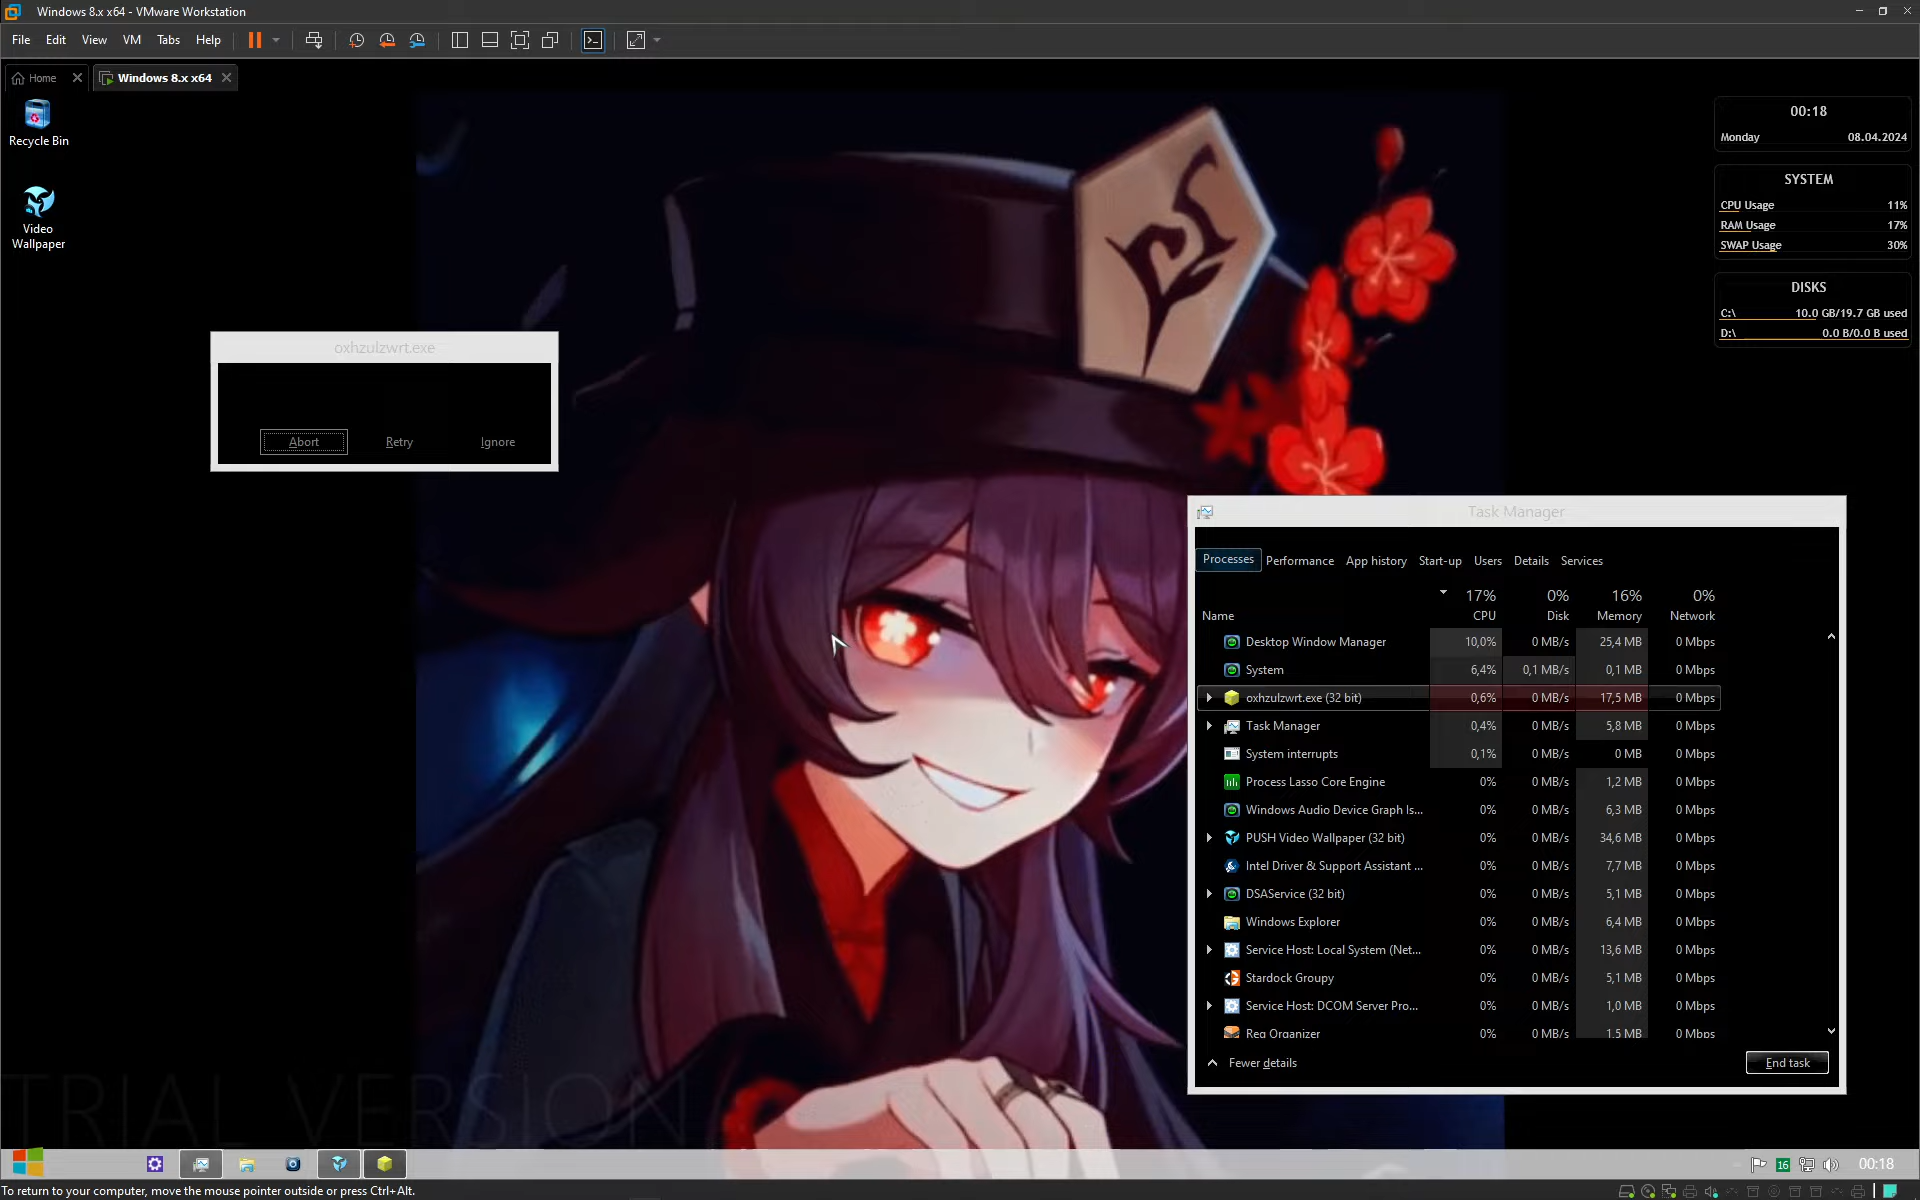 Windows 8.x x64 - VMware Workstation
File Edit View VM Tabs Help
Home
Windows 8.x x64
Recycle Bin
Video
Wallpaper
00:18
Monday 08.04.2024
SYSTEM
CPU Usage 11%
RAM Usage 17%
SWAP Usage 30%
DISKS
C:\ 10.0 GB/19.7 GB used
D:\ 0.0 B/0.0 B used
oxhzulzwrt.exe
Abort Retry Ignore
Task Manager
Processes Performance App history Start-up Users Details Services
17% 0% 16% 0%
Name CPU Disk Memory Network
Desktop Window Manager 10,0% 0 MB/s 25,4 MB 0 Mbps
System 6,4% 0,1 MB/s 0,1 MB 0 Mbps
oxhzulzwrt.exe (32 bit) 0,6% 0 MB/s 17,5 MB 0 Mbps
Task Manager 0,4% 0 MB/s 5,8 MB 0 Mbps
System interrupts 0,1% 0 MB/s 0 MB 0 Mbps
Process Lasso Core Engine 0% 0 MB/s 1,2 MB 0 Mbps
Windows Audio Device Graph Is... 0% 0 MB/s 6,3 MB 0 Mbps
PUSH Video Wallpaper (32 bit) 0% 0 MB/s 34,6 MB 0 Mbps
Intel Driver & Support Assistant ... 0% 0 MB/s 7,7 MB 0 Mbps
DSAService (32 bit) 0% 0 MB/s 5,1 MB 0 Mbps
Windows Explorer 0% 0 MB/s 6,4 MB 0 Mbps
Service Host: Local System (Net... 0% 0 MB/s 13,6 MB 0 Mbps
Stardock Groupy 0% 0 MB/s 5,1 MB 0 Mbps
Service Host: DCOM Server Pro... 0% 0 MB/s 1,0 MB 0 Mbps
Reg Organizer 0% 0 MB/s 1,5 MB 0 Mbps
Fewer details End task
TRIAL VERSION
16 00:18
To return to your computer, move the mouse pointer outside or press Ctrl+Alt.